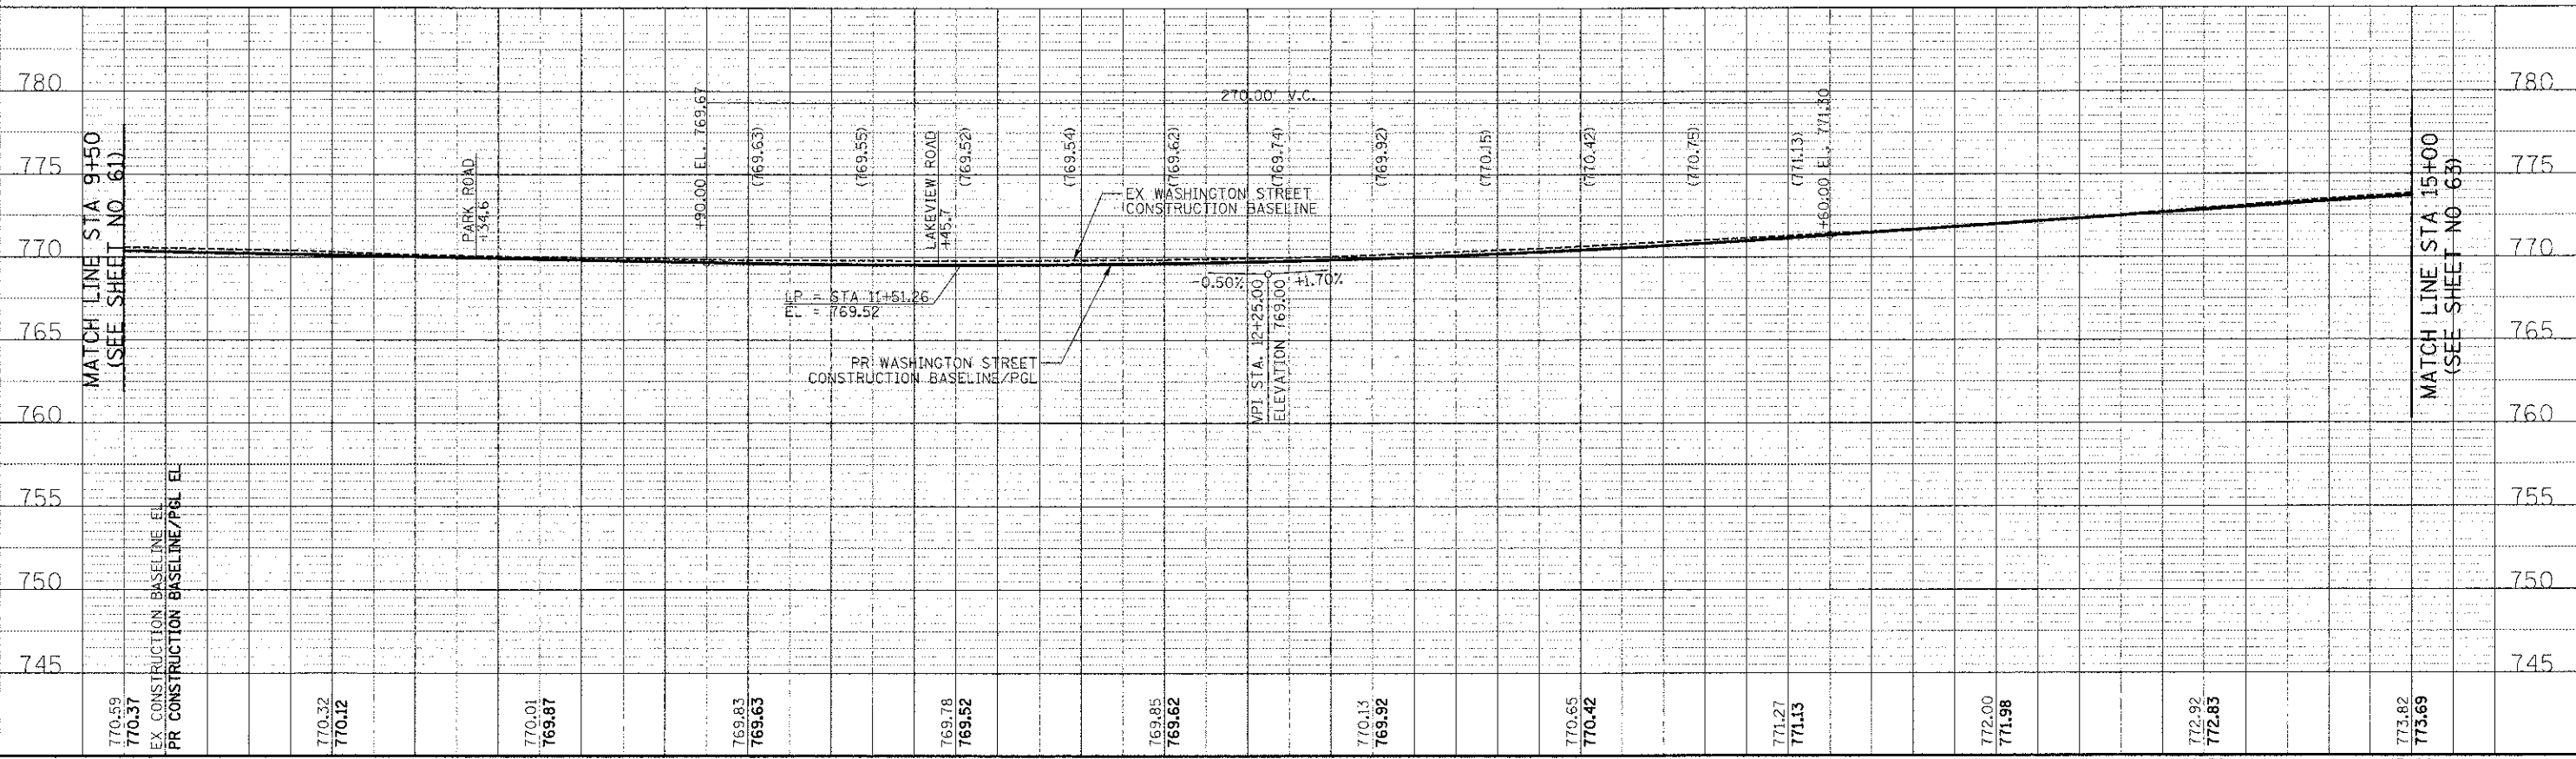 780
775
770
765
760
755
750
745
MATCH LINE STA 9+50
(SEE SHEET NO 61)
PARK ROAD
+34.6
+90.00 EL. 769.67
270.00' V.C.
(769.63)
(769.55)
LAKEVIEW ROAD
+45.7
(769.52)
(769.54)
(769.62)
(769.74)
(769.92)
(770.15)
(770.42)
(770.75)
(771.13)
+60.00 EL. 771.30
EX WASHINGTON STREET
CONSTRUCTION BASELINE
LP = STA 11+51.26
EL = 769.52
PR WASHINGTON STREET
CONSTRUCTION BASELINE/PGL
-0.50%
+1.70%
VPI STA. 12+25.00
ELEVATION 769.00
MATCH LINE STA 15+00
(SEE SHEET NO 63)
780
775
770
765
760
755
750
745
770.59
770.37
EX CONSTRUCTION BASELINE EL
PR CONSTRUCTION BASELINE/PGL EL
770.32
770.12
770.01
769.87
769.83
769.63
769.78
769.52
769.85
769.62
770.13
769.92
770.65
770.42
771.27
771.13
772.00
771.98
772.92
772.83
773.82
773.69